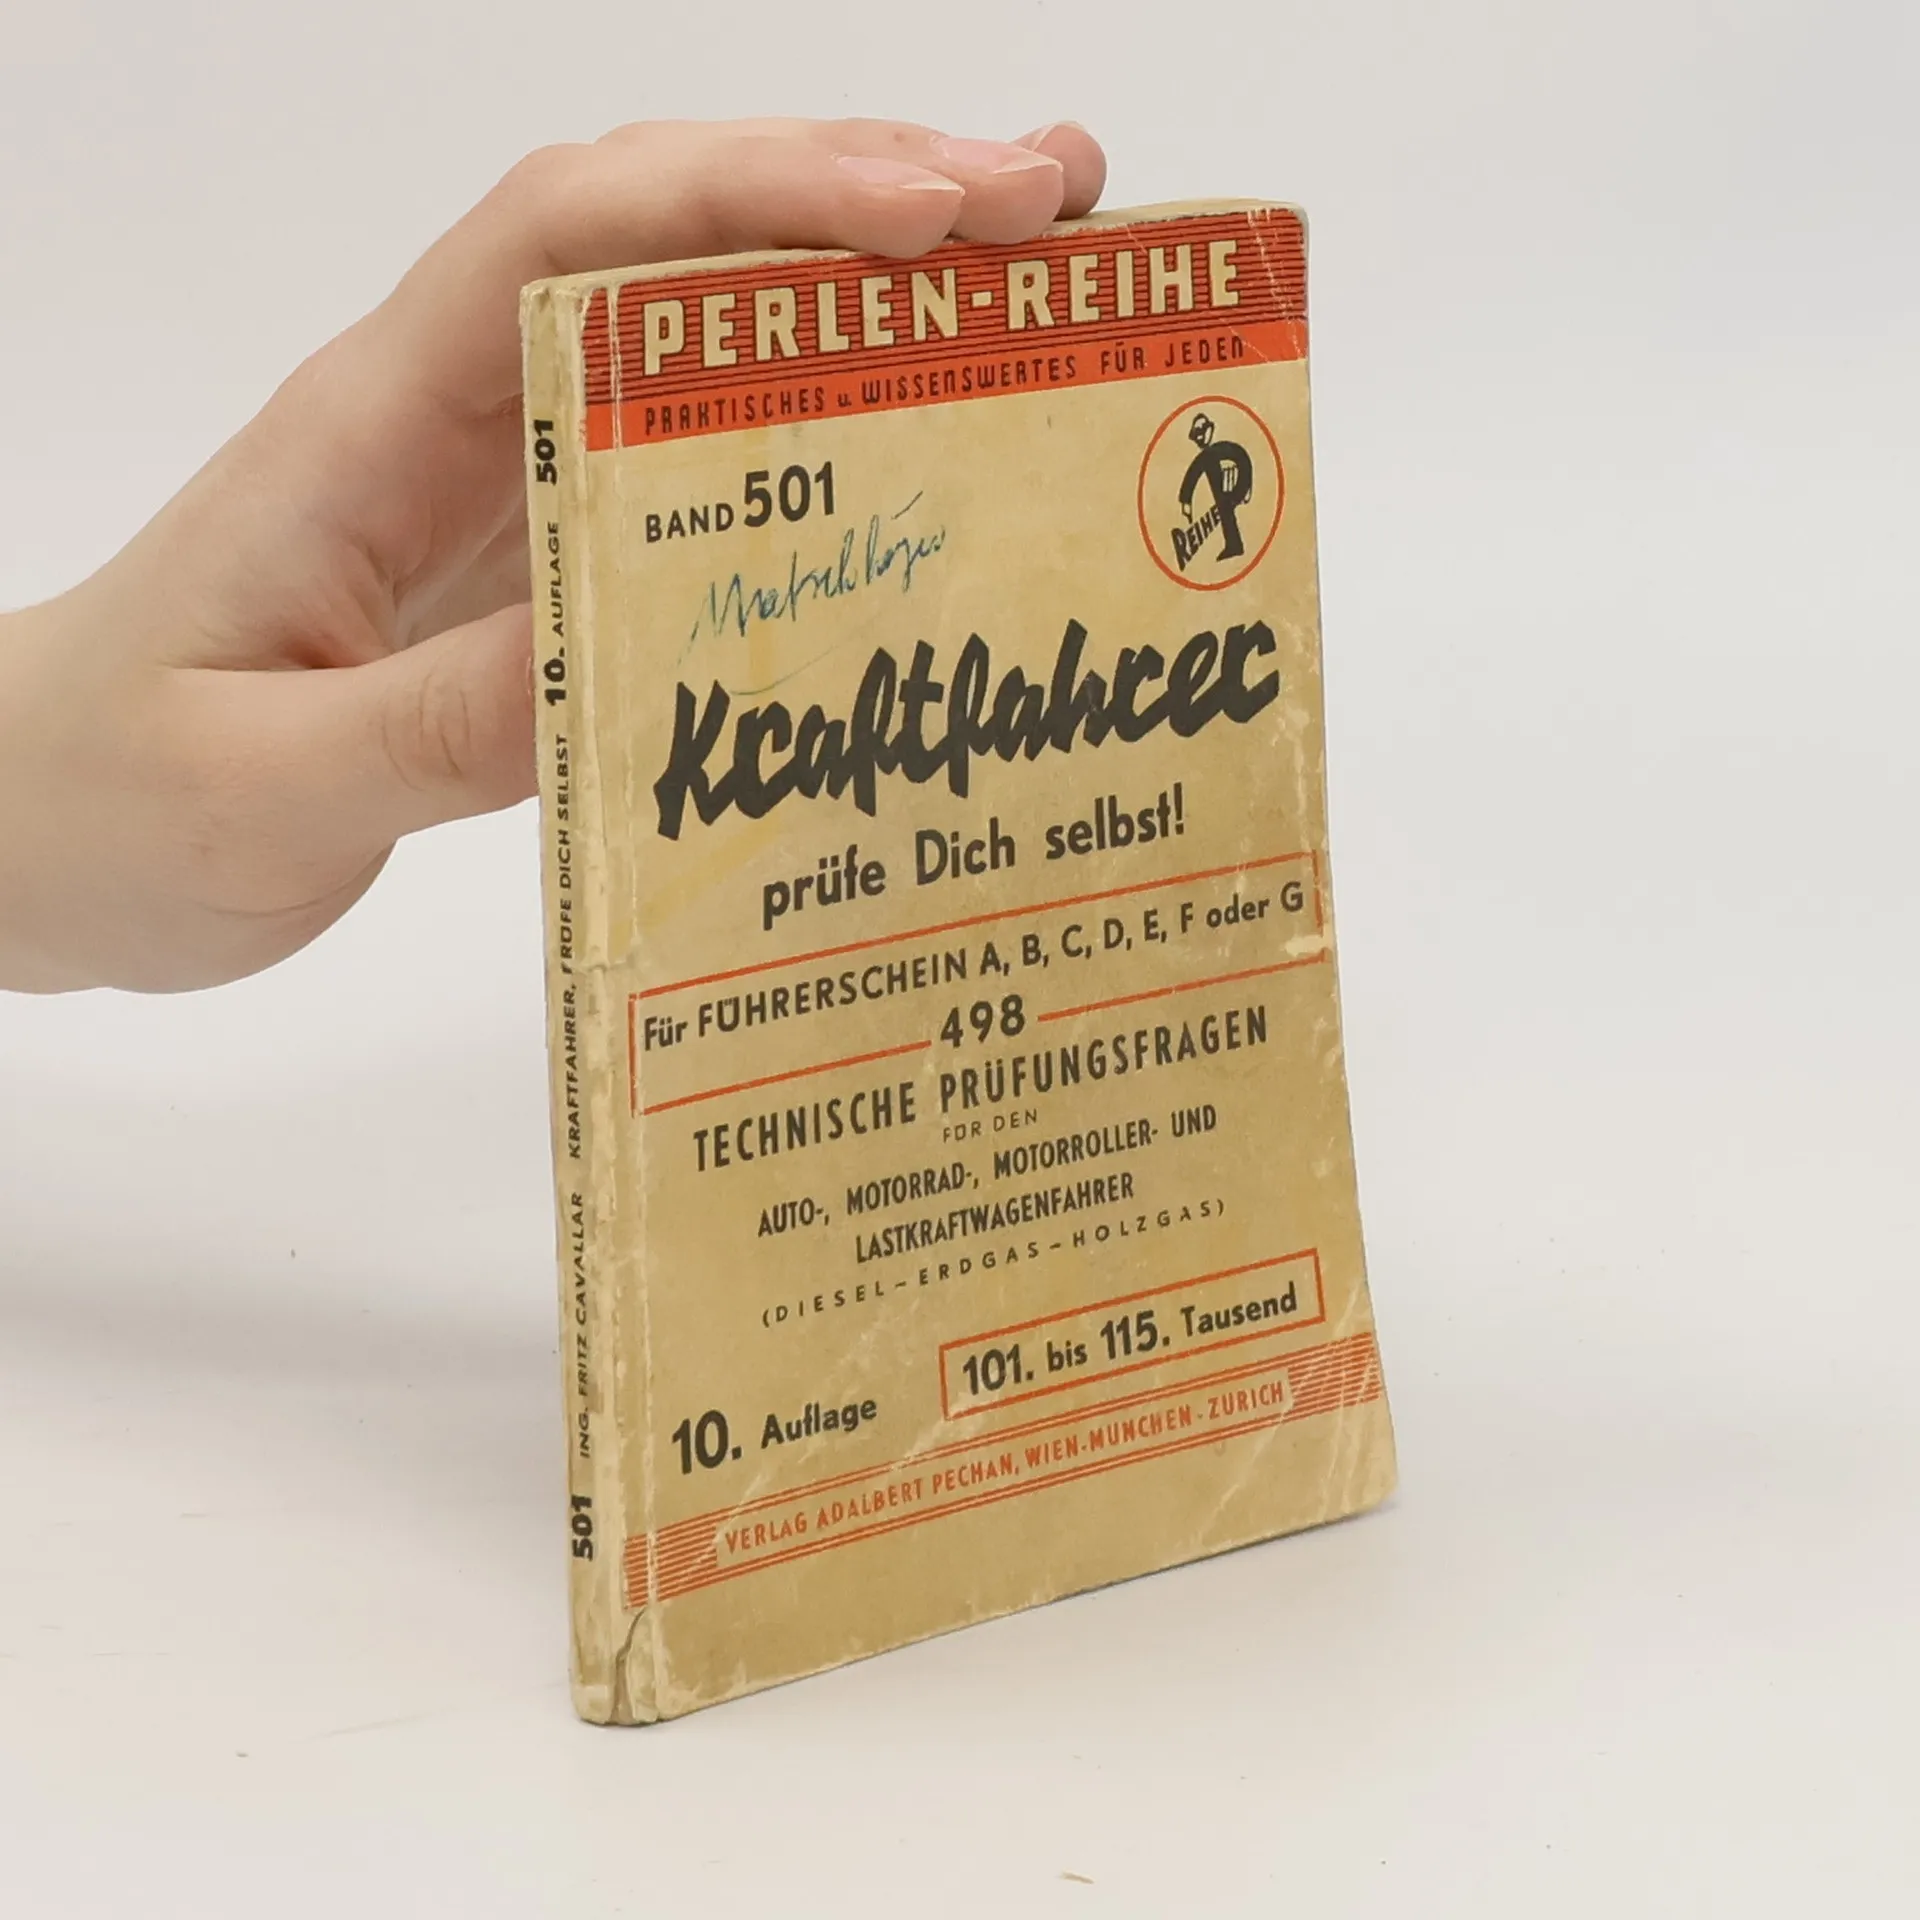 PERLEN-REIHE
PRAKTISCHES u. WISSENSWERTES FÜR JEDEN
BAND 501
REIHE P
Kraftfahrer
prüfe Dich selbst!
Für FÜHRERSCHEIN A, B, C, D, E, F oder G
498
TECHNISCHE PRÜFUNGSFRAGEN
FÜR DEN
AUTO-, MOTORRAD-, MOTORROLLER- UND
LASTKRAFTWAGENFAHRER
(DIESEL–ERDGAS–HOLZGAS)
10. Auflage
101. bis 115. Tausend
VERLAG ADALBERT PECHAN, WIEN-MÜNCHEN-ZÜRICH
501 ING. FRITZ CAVALLAR KRAFTFAHRER, PRÜFE DICH SELBST 10. AUFLAGE 501